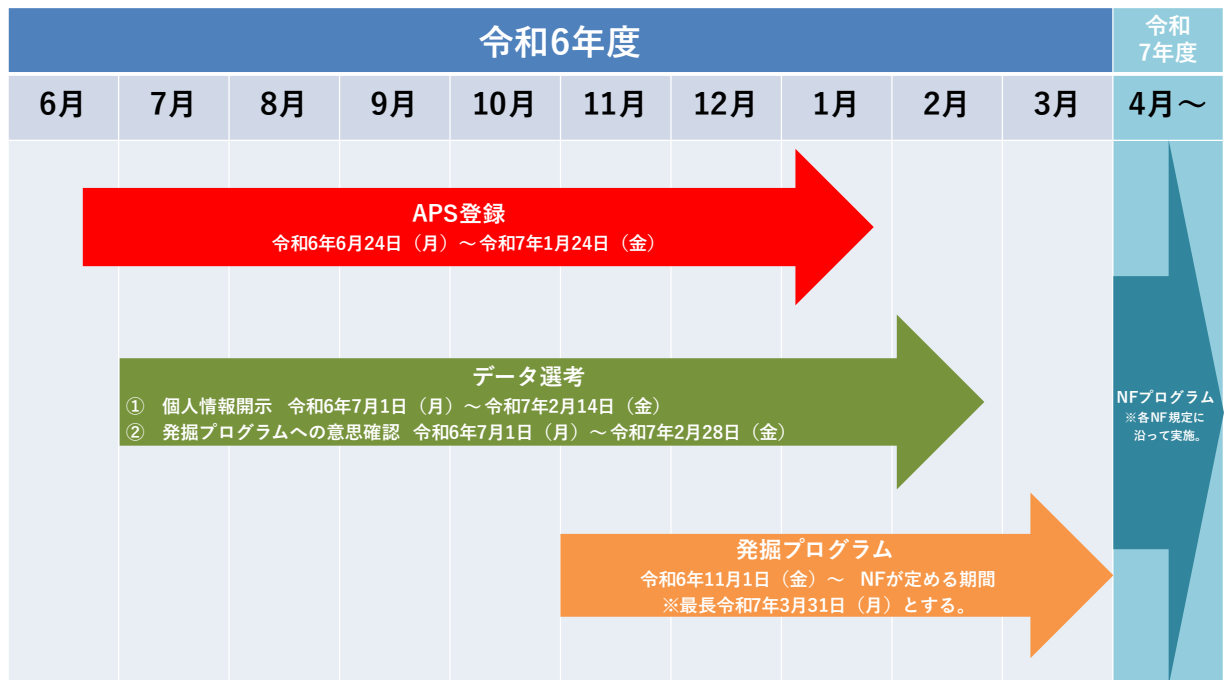 令和6年度
令和
7年度
6月 7月 8月 9月 10月 11月 12月 1月 2月 3月 4月～
APS登録
令和6年6月24日（月）～令和7年1月24日（金）
データ選考
① 個人情報開示 令和6年7月1日（月）～令和7年2月14日（金）
② 発掘プログラムへの意思確認 令和6年7月1日（月）～令和7年2月28日（金）
NFプログラム
※各NF規定に
沿って実施。
発掘プログラム
令和6年11月1日（金）～ NFが定める期間
※最長令和7年3月31日（月）とする。